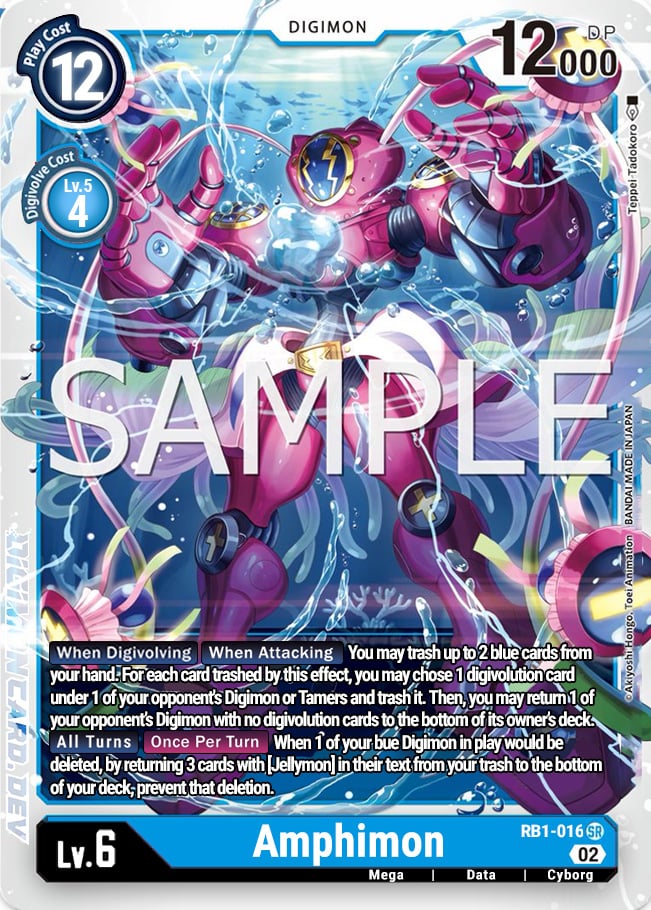 DIGIMON
Play Cost
12
12000
DP
Digivolve Cost
Lv.5
4
Teppei Tadokoro
SAMPLE
©Akiyoshi Hongo, Toei Animation BANDAI MADE IN JAPAN
DIGIMONCARD.DEV
When Digivolving When Attacking You may trash up to 2 blue cards from
your hand. For each card trashed by this effect, you may chose 1 digivolution card
under 1 of your opponent's Digimon or Tamers and trash it. Then, you may return 1 of
your opponent's Digimon with no digivolution cards to the bottom of its owner's deck.
All Turns Once Per Turn When 1 of your bue Digimon in play would be
deleted, by returning 3 cards with [Jellymon] in their text from your trash to the bottom
of your deck, prevent that deletion.
RB1-016 SR
Lv.6
Amphimon
02
Mega | Data | Cyborg